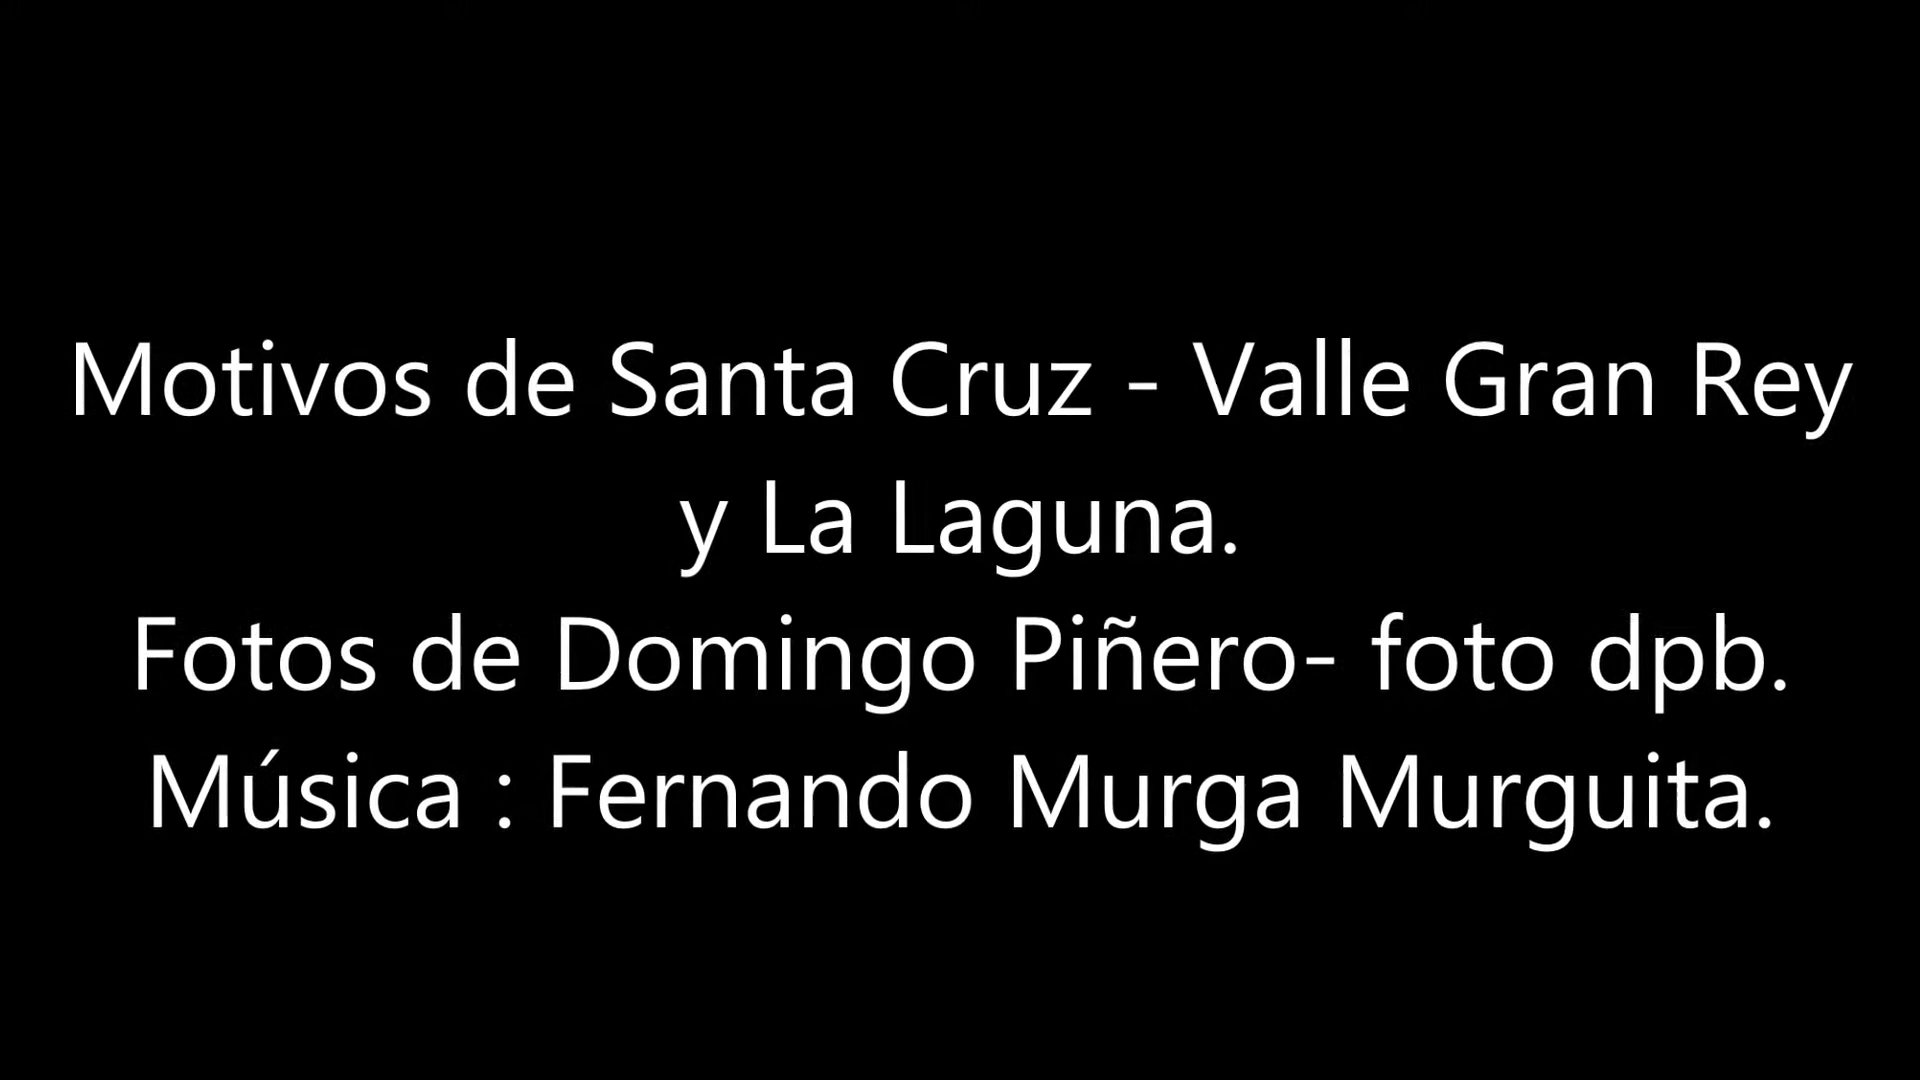 Motivos de Santa Cruz - Valle Gran Rey
y La Laguna.
Fotos de Domingo Piñero- foto dpb.
Música : Fernando Murga Murguita.